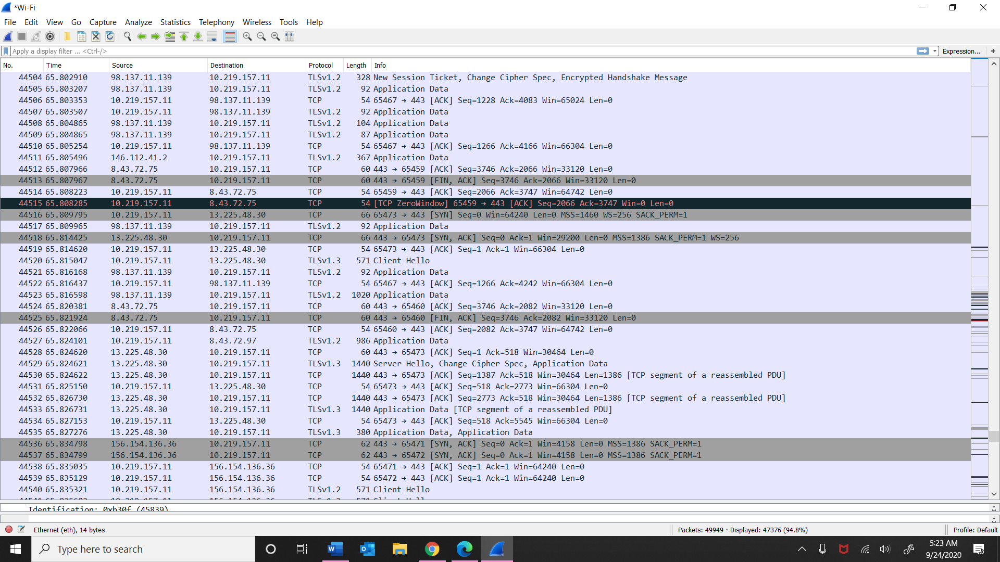 *Wi-Fi
File Edit View Go Capture Analyze Statistics Telephony Wireless Tools Help
Apply a display filter ... <Ctrl-/> Expression... +
No. Time Source Destination Protocol Length Info
44504 65.802910 98.137.11.139 10.219.157.11 TLSv1.2 328 New Session Ticket, Change Cipher Spec, Encrypted Handshake Message
44505 65.803207 98.137.11.139 10.219.157.11 TLSv1.2 92 Application Data
44506 65.803353 10.219.157.11 98.137.11.139 TCP 54 65467 → 443 [ACK] Seq=1228 Ack=4083 Win=65024 Len=0
44507 65.803507 10.219.157.11 98.137.11.139 TLSv1.2 92 Application Data
44508 65.804865 98.137.11.139 10.219.157.11 TLSv1.2 104 Application Data
44509 65.804865 98.137.11.139 10.219.157.11 TLSv1.2 87 Application Data
44510 65.805254 10.219.157.11 98.137.11.139 TCP 54 65467 → 443 [ACK] Seq=1266 Ack=4166 Win=66304 Len=0
44511 65.805496 146.112.41.2 10.219.157.11 TLSv1.2 367 Application Data
44512 65.807966 8.43.72.75 10.219.157.11 TCP 60 443 → 65459 [ACK] Seq=3746 Ack=2066 Win=33120 Len=0
44513 65.807967 8.43.72.75 10.219.157.11 TCP 60 443 → 65459 [FIN, ACK] Seq=3746 Ack=2066 Win=33120 Len=0
44514 65.808223 10.219.157.11 8.43.72.75 TCP 54 65459 → 443 [ACK] Seq=2066 Ack=3747 Win=64742 Len=0
44515 65.808285 10.219.157.11 8.43.72.75 TCP 54 [TCP ZeroWindow] 65459 → 443 [ACK] Seq=2066 Ack=3747 Win=0 Len=0
44516 65.809795 10.219.157.11 13.225.48.30 TCP 66 65473 → 443 [SYN] Seq=0 Win=64240 Len=0 MSS=1460 WS=256 SACK_PERM=1
44517 65.809965 98.137.11.139 10.219.157.11 TLSv1.2 92 Application Data
44518 65.814425 13.225.48.30 10.219.157.11 TCP 66 443 → 65473 [SYN, ACK] Seq=0 Ack=1 Win=29200 Len=0 MSS=1386 SACK_PERM=1 WS=256
44519 65.814620 10.219.157.11 13.225.48.30 TCP 54 65473 → 443 [ACK] Seq=1 Ack=1 Win=66304 Len=0
44520 65.815047 10.219.157.11 13.225.48.30 TLSv1.3 571 Client Hello
44521 65.816168 98.137.11.139 10.219.157.11 TLSv1.2 92 Application Data
44522 65.816437 10.219.157.11 98.137.11.139 TCP 54 65467 → 443 [ACK] Seq=1266 Ack=4242 Win=66304 Len=0
44523 65.816598 98.137.11.139 10.219.157.11 TLSv1.2 1020 Application Data
44524 65.820381 8.43.72.75 10.219.157.11 TCP 60 443 → 65460 [ACK] Seq=3746 Ack=2082 Win=33120 Len=0
44525 65.821924 8.43.72.75 10.219.157.11 TCP 60 443 → 65460 [FIN, ACK] Seq=3746 Ack=2082 Win=33120 Len=0
44526 65.822066 10.219.157.11 8.43.72.75 TCP 54 65460 → 443 [ACK] Seq=2082 Ack=3747 Win=64742 Len=0
44527 65.824101 10.219.157.11 8.43.72.97 TLSv1.2 986 Application Data
44528 65.824620 13.225.48.30 10.219.157.11 TCP 60 443 → 65473 [ACK] Seq=1 Ack=518 Win=30464 Len=0
44529 65.824621 13.225.48.30 10.219.157.11 TLSv1.3 1440 Server Hello, Change Cipher Spec, Application Data
44530 65.824622 13.225.48.30 10.219.157.11 TCP 1440 443 → 65473 [ACK] Seq=1387 Ack=518 Win=30464 Len=1386 [TCP segment of a reassembled PDU]
44531 65.825150 10.219.157.11 13.225.48.30 TCP 54 65473 → 443 [ACK] Seq=518 Ack=2773 Win=66304 Len=0
44532 65.826730 13.225.48.30 10.219.157.11 TCP 1440 443 → 65473 [ACK] Seq=2773 Ack=518 Win=30464 Len=1386 [TCP segment of a reassembled PDU]
44533 65.826731 13.225.48.30 10.219.157.11 TLSv1.3 1440 Application Data [TCP segment of a reassembled PDU]
44534 65.827153 10.219.157.11 13.225.48.30 TCP 54 65473 → 443 [ACK] Seq=518 Ack=5545 Win=66304 Len=0
44535 65.827276 13.225.48.30 10.219.157.11 TLSv1.3 380 Application Data, Application Data
44536 65.834798 156.154.136.36 10.219.157.11 TCP 62 443 → 65471 [SYN, ACK] Seq=0 Ack=1 Win=4158 Len=0 MSS=1386 SACK_PERM=1
44537 65.834799 156.154.136.36 10.219.157.11 TCP 62 443 → 65472 [SYN, ACK] Seq=0 Ack=1 Win=4158 Len=0 MSS=1386 SACK_PERM=1
44538 65.835035 10.219.157.11 156.154.136.36 TCP 54 65471 → 443 [ACK] Seq=1 Ack=1 Win=64240 Len=0
44539 65.835129 10.219.157.11 156.154.136.36 TCP 54 65472 → 443 [ACK] Seq=1 Ack=1 Win=64240 Len=0
44540 65.835321 10.219.157.11 156.154.136.36 TLSv1.2 571 Client Hello
Identification: 0xb30f (45839)
Ethernet (eth), 14 bytes Packets: 49949 · Displayed: 47376 (94.8%) Profile: Default
Type here to search
5:23 AM
9/24/2020